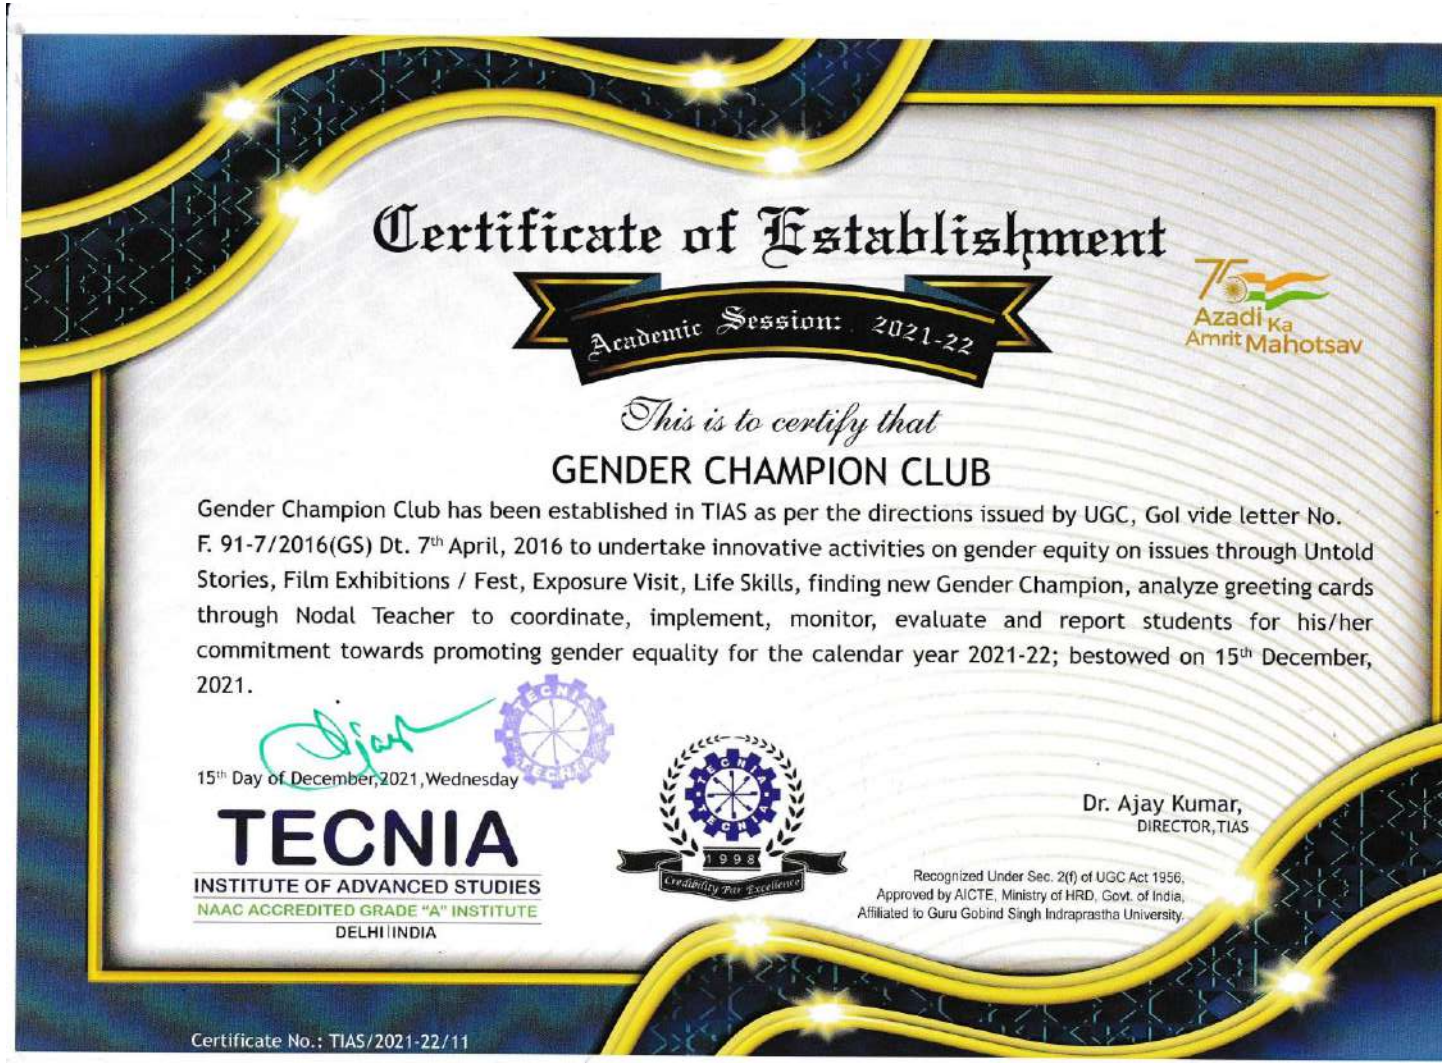 Certificate of Establishment
Academic Session: 2021-22
75
Azadi Ka
Amrit Mahotsav
This is to certify that
GENDER CHAMPION CLUB
Gender Champion Club has been established in TIAS as per the directions issued by UGC, GoI vide letter No.
F. 91-7/2016(GS) Dt. 7th April, 2016 to undertake innovative activities on gender equity on issues through Untold
Stories, Film Exhibitions / Fest, Exposure Visit, Life Skills, finding new Gender Champion, analyze greeting cards
through Nodal Teacher to coordinate, implement, monitor, evaluate and report students for his/her
commitment towards promoting gender equality for the calendar year 2021-22; bestowed on 15th December,
2021.
Ajay
TECNIA
TECNIA
15th Day of December,2021,Wednesday
TECNIA
INSTITUTE OF ADVANCED STUDIES
NAAC ACCREDITED GRADE "A" INSTITUTE
DELHI|INDIA
TECNIA
TECNIA
1998
Credibility Par Excellence
Dr. Ajay Kumar,
DIRECTOR,TIAS
Recognized Under Sec. 2(f) of UGC Act 1956,
Approved by AICTE, Ministry of HRD, Govt. of India,
Affiliated to Guru Gobind Singh Indraprastha University.
Certificate No.: TIAS/2021-22/11